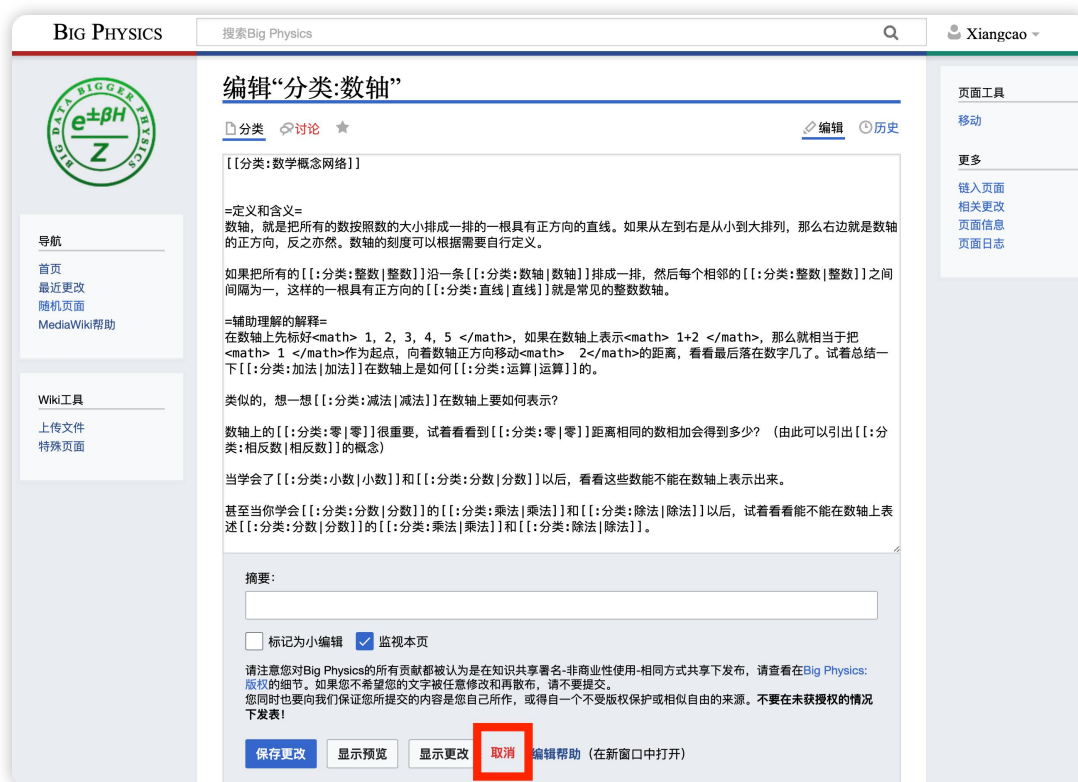 BIG PHYSICS
搜索Big Physics
Xiangcao
BIG DATA BIGGER PHYSICS
e±βH
Z
导航
首页
最近更改
随机页面
MediaWiki帮助
Wiki工具
上传文件
特殊页面
编辑“分类:数轴”
分类 讨论
编辑 历史
[[分类:数学概念网络]]
=定义和含义=
数轴，就是把所有的数按照数的大小排成一排的一根具有正方向的直线。如果从左到右是从小到大排列，那么右边就是数轴
的正方向，反之亦然。数轴的刻度可以根据需要自行定义。
如果把所有的[[:分类:整数|整数]]沿一条[[:分类:数轴|数轴]]排成一排，然后每个相邻的[[:分类:整数|整数]]之间
间隔为一，这样的一根具有正方向的[[:分类:直线|直线]]就是常见的整数数轴。
=辅助理解的解释=
在数轴上先标好<math> 1，2，3，4，5 </math>，如果在数轴上表示<math> 1+2 </math>，那么就相当于把
<math> 1 </math>作为起点，向着数轴正方向移动<math>  2</math>的距离，看看最后落在数字几了。试着总结一
下[[:分类:加法|加法]]在数轴上是如何[[:分类:运算|运算]]的。
类似的，想一想[[:分类:减法|减法]]在数轴上要如何表示？
数轴上的[[:分类:零|零]]很重要，试着看看到[[:分类:零|零]]距离相同的数相加会得到多少？（由此可以引出[[:分
类:相反数|相反数]]的概念）
当学会了[[:分类:小数|小数]]和[[:分类:分数|分数]]以后，看看这些数能不能在数轴上表示出来。
甚至当你学会[[:分类:分数|分数]]的[[:分类:乘法|乘法]]和[[:分类:除法|除法]]以后，试着看看能不能在数轴上表
述[[:分类:分数|分数]]的[[:分类:乘法|乘法]]和[[:分类:除法|除法]]。
摘要：
标记为小编辑 监视本页
请注意您对Big Physics的所有贡献都被认为是在知识共享署名-非商业性使用-相同方式共享下发布，请查看在Big Physics:
版权的细节。如果您不希望您的文字被任意修改和再散布，请不要提交。
您同时也要向我们保证您所提交的内容是您自己所作，或得自一个不受版权保护或相似自由的来源。不要在未获授权的情况
下发表！
保存更改 显示预览 显示更改 取消 编辑帮助（在新窗口中打开）
页面工具
移动
更多
链入页面
相关更改
页面信息
页面日志